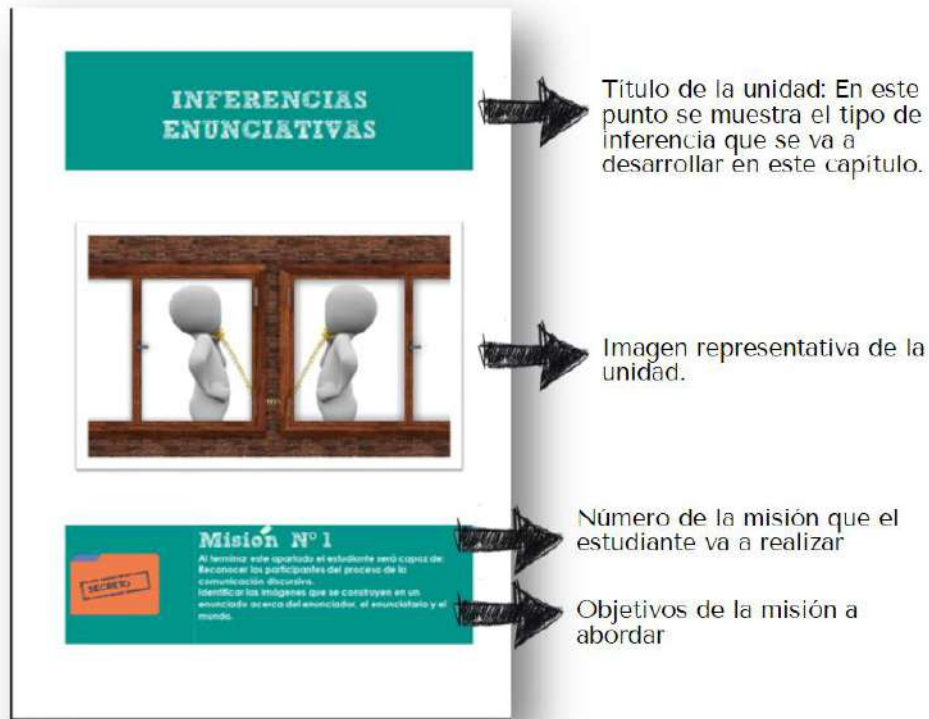 INFERENCIAS
ENUNCIATIVAS
Título de la unidad: En este
punto se muestra el tipo de
inferencia que se va a
desarrollar en este capítulo.
Imagen representativa de la
unidad.
Misión N° 1
Al terminar este apartado el estudiante será capaz de:
Reconocer los participantes del proceso de la
comunicación discursiva.
Identificar las imágenes que se construyen en un
enunciado acerca del enunciador, el enunciatario y el
mundo.
SECRETO
Número de la misión que el
estudiante va a realizar
Objetivos de la misión a
abordar